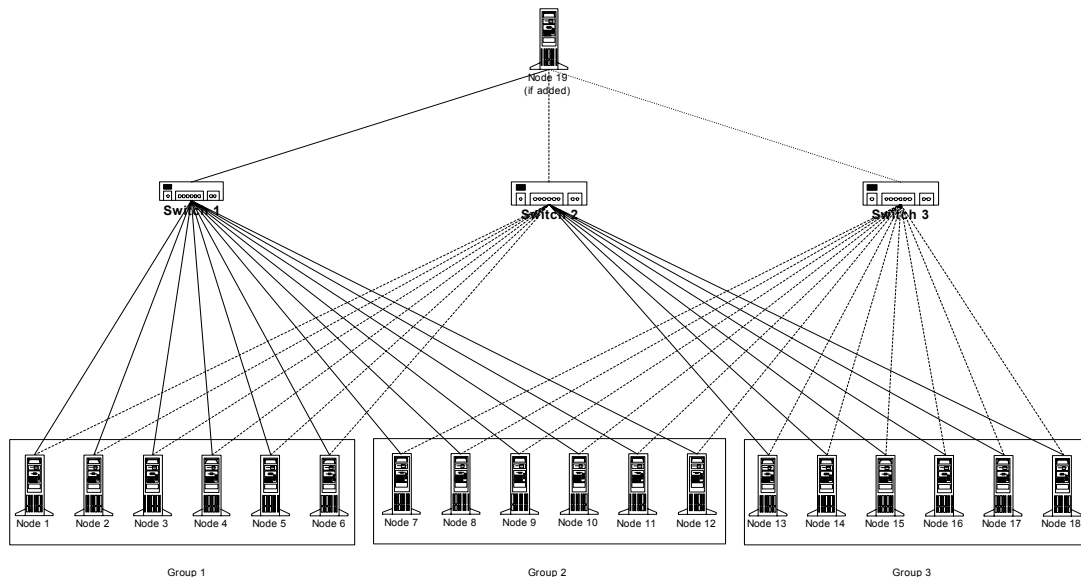 Node 19
(if added)
Switch 1
Switch 2
Switch 3
Node 1
Node 2
Node 3
Node 4
Node 5
Node 6
Node 7
Node 8
Node 9
Node 10
Node 11
Node 12
Node 13
Node 14
Node 15
Node 16
Node 17
Node 18
Group 1
Group 2
Group 3